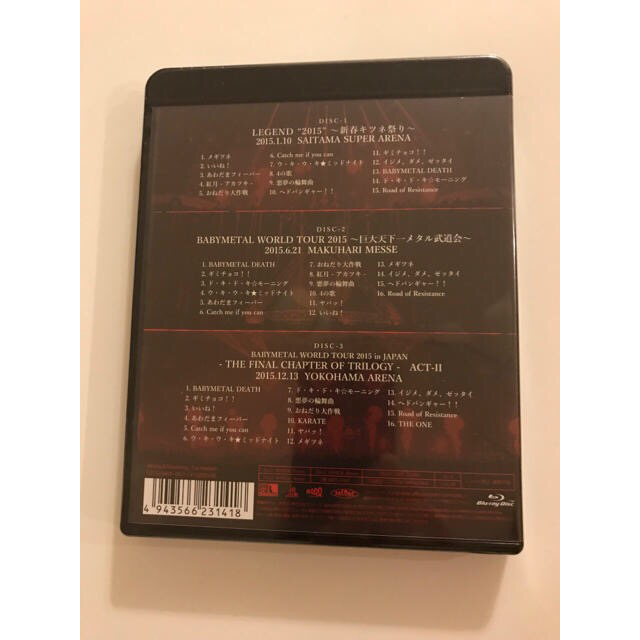 DISC-1
LEGEND "2015" ～新春キツネ祭り～
2015.1.10 SAITAMA SUPER ARENA
1. メギツネ
2. いいね!
3. あわだまフィーバー
4. 紅月 - アカツキ -
5. おねだり大作戦
6. Catch me if you can
7. ウ・キ・ウ・キ★ミッドナイト
8. 4の歌
9. 悪夢の輪舞曲
10. ヘドバンギャー!!
11. ギミチョコ!!
12. イジメ、ダメ、ゼッタイ
13. BABYMETAL DEATH
14. ド・キ・ド・キ☆モーニング
15. Road of Resistance
DISC-2
BABYMETAL WORLD TOUR 2015 ～巨大天下一メタル武道会～
2015.6.21 MAKUHARI MESSE
1. BABYMETAL DEATH
2. ギミチョコ!!
3. ド・キ・ド・キ☆モーニング
4. ウ・キ・ウ・キ★ミッドナイト
5. あわだまフィーバー
6. Catch me if you can
7. おねだり大作戦
8. 紅月 - アカツキ -
9. 悪夢の輪舞曲
10. 4の歌
11. ヤバッ!
12. いいね!
13. メギツネ
14. イジメ、ダメ、ゼッタイ
15. ヘドバンギャー!!
16. Road of Resistance
DISC-3
BABYMETAL WORLD TOUR 2015 in JAPAN
- THE FINAL CHAPTER OF TRILOGY - ACT-II
2015.12.13 YOKOHAMA ARENA
1. BABYMETAL DEATH
2. ギミチョコ!!
3. いいね!
4. あわだまフィーバー
5. Catch me if you can
6. ウ・キ・ウ・キ★ミッドナイト
7. ド・キ・ド・キ☆モーニング
8. 悪夢の輪舞曲
9. おねだり大作戦
10. KARATE
11. ヤバッ!
12. メギツネ
13. イジメ、ダメ、ゼッタイ
14. ヘドバンギャー!!
15. Road of Resistance
16. THE ONE
4 943566 231418
Blu-ray Disc